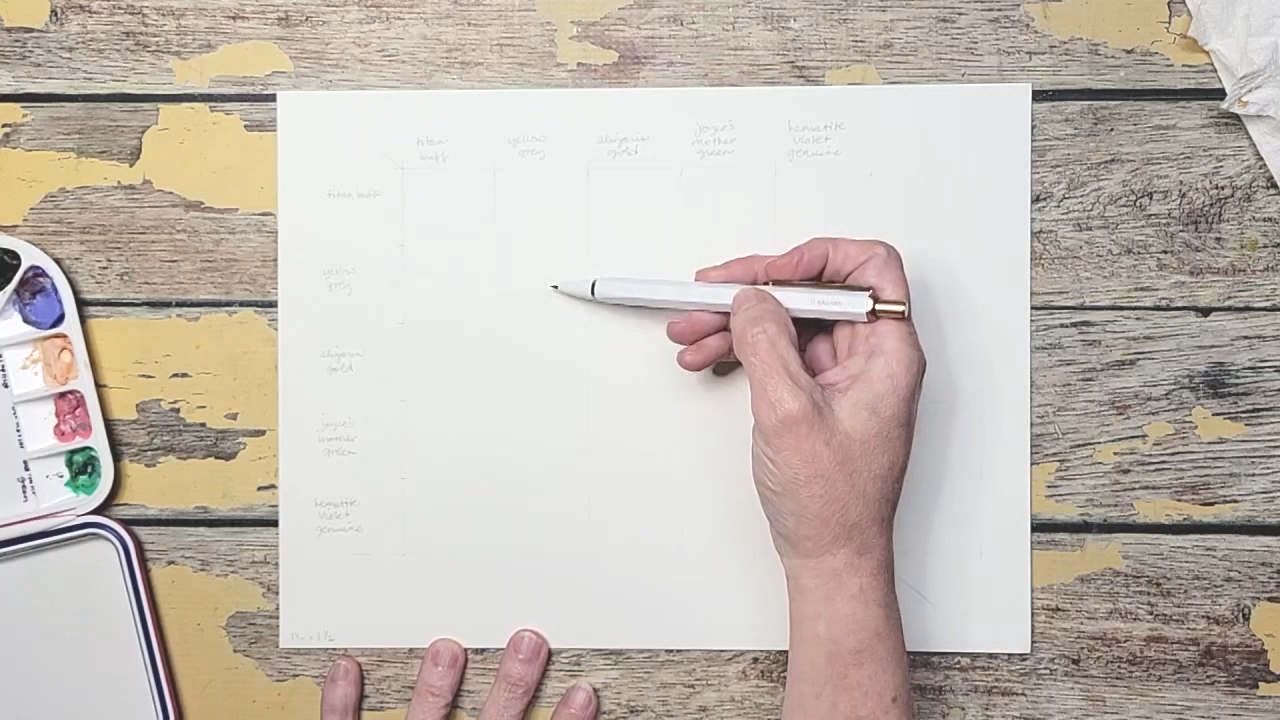 titan
buff
yellow
grey
alizarin
gold
joyce's
mother
green
hematite
violet
genuine
titan buff
yellow
grey
alizarin
gold
joyce's
mother
green
hematite
violet
genuine